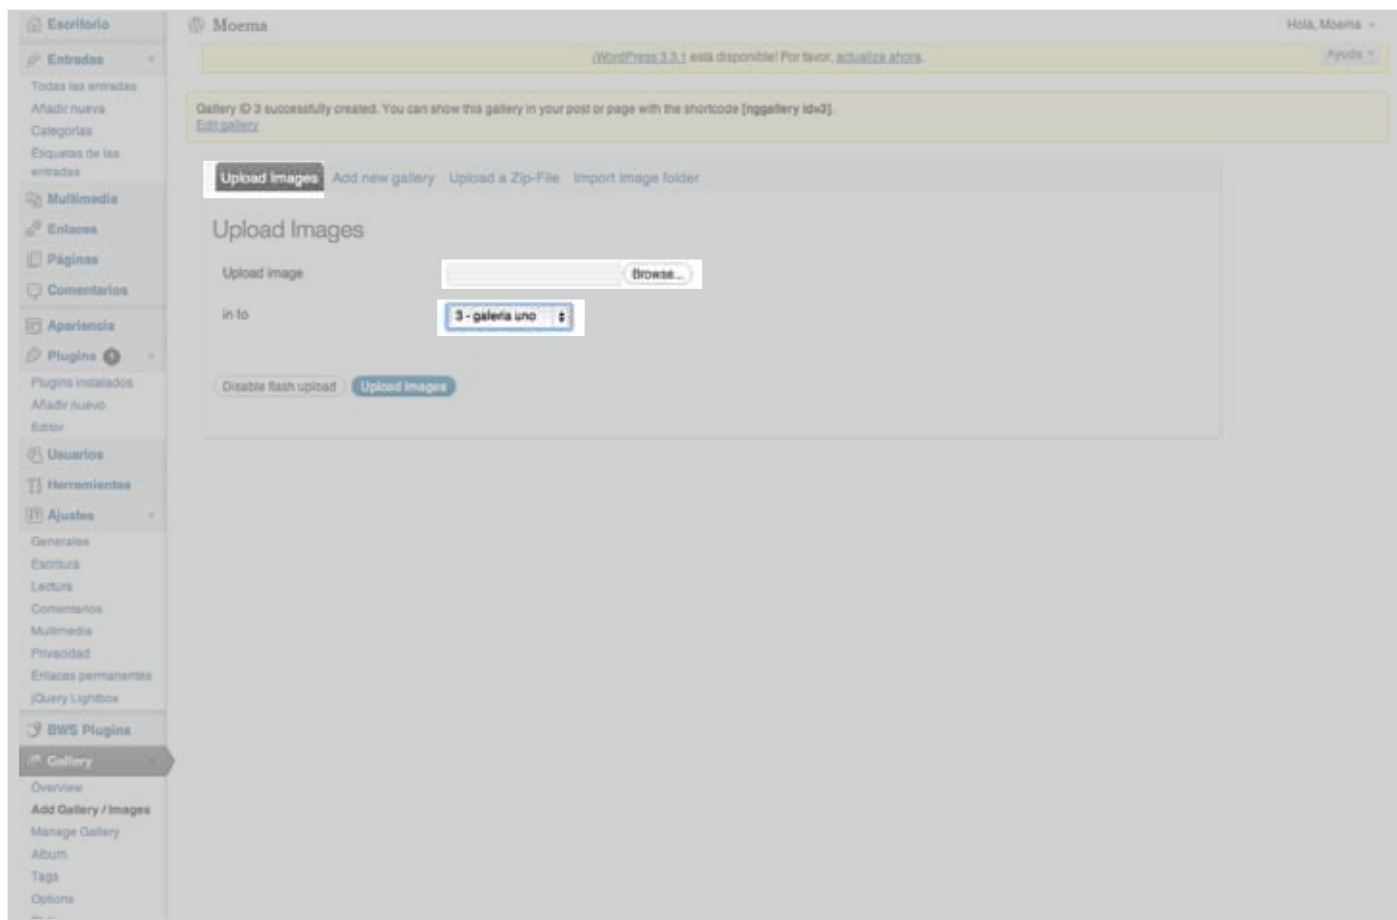 Escritorio
Moema
Hola, Moema
Entradas
¡WordPress 3.3.1 está disponible! Por favor, actualiza ahora.
Ayuda
Todas las entradas
Añadir nueva
Categorías
Etiquetas de las
entradas
Gallery ID 3 successfully created. You can show this gallery in your post or page with the shortcode [nggallery id=3].
Edit gallery
Upload Images Add new gallery Upload a Zip-File Import image folder
Multimedia
Enlaces
Páginas
Comentarios
Upload Images
Upload image
Browse...
in to
3 - galeria uno
Disable flash upload
Upload images
Apariencia
Plugins 1
Plugins instalados
Añadir nuevo
Editor
Usuarios
Herramientas
Ajustes
Generales
Escritura
Lectura
Comentarios
Multimedia
Privacidad
Enlaces permanentes
jQuery Lightbox
BWS Plugins
Gallery
Overview
Add Gallery / Images
Manage Gallery
Album
Tags
Options